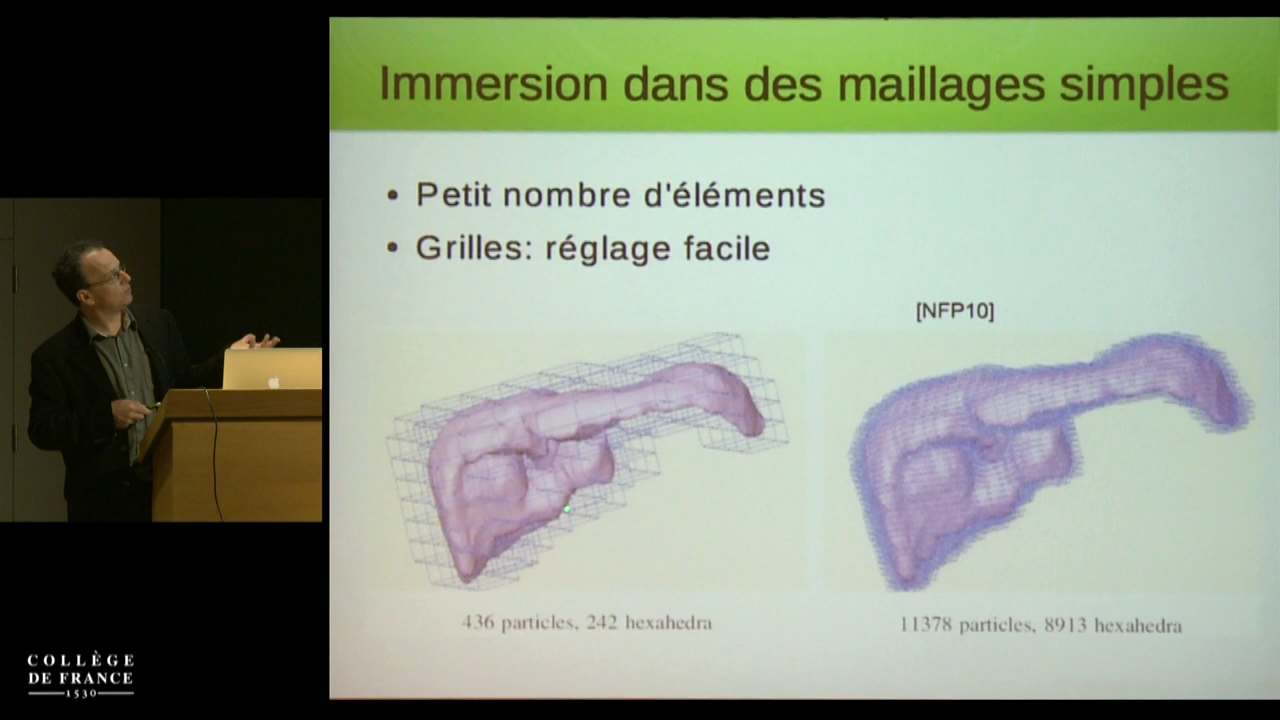 Immersion dans des maillages simples
• Petit nombre d'éléments
• Grilles: réglage facile
[NFP10]
436 particles, 242 hexahedra
11378 particles, 8913 hexahedra
COLLÈGE
DE FRANCE
1530